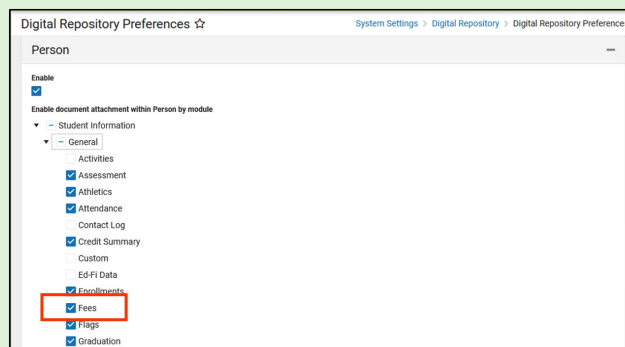 Digital Repository Preferences ☆
System Settings > Digital Repository > Digital Repository Preference
Person
Enable
Enable document attachment within Person by module
Student Information
General
Activities
Assessment
Athletics
Attendance
Contact Log
Credit Summary
Custom
Ed-Fi Data
Enrollments
Fees
Flags
Graduation